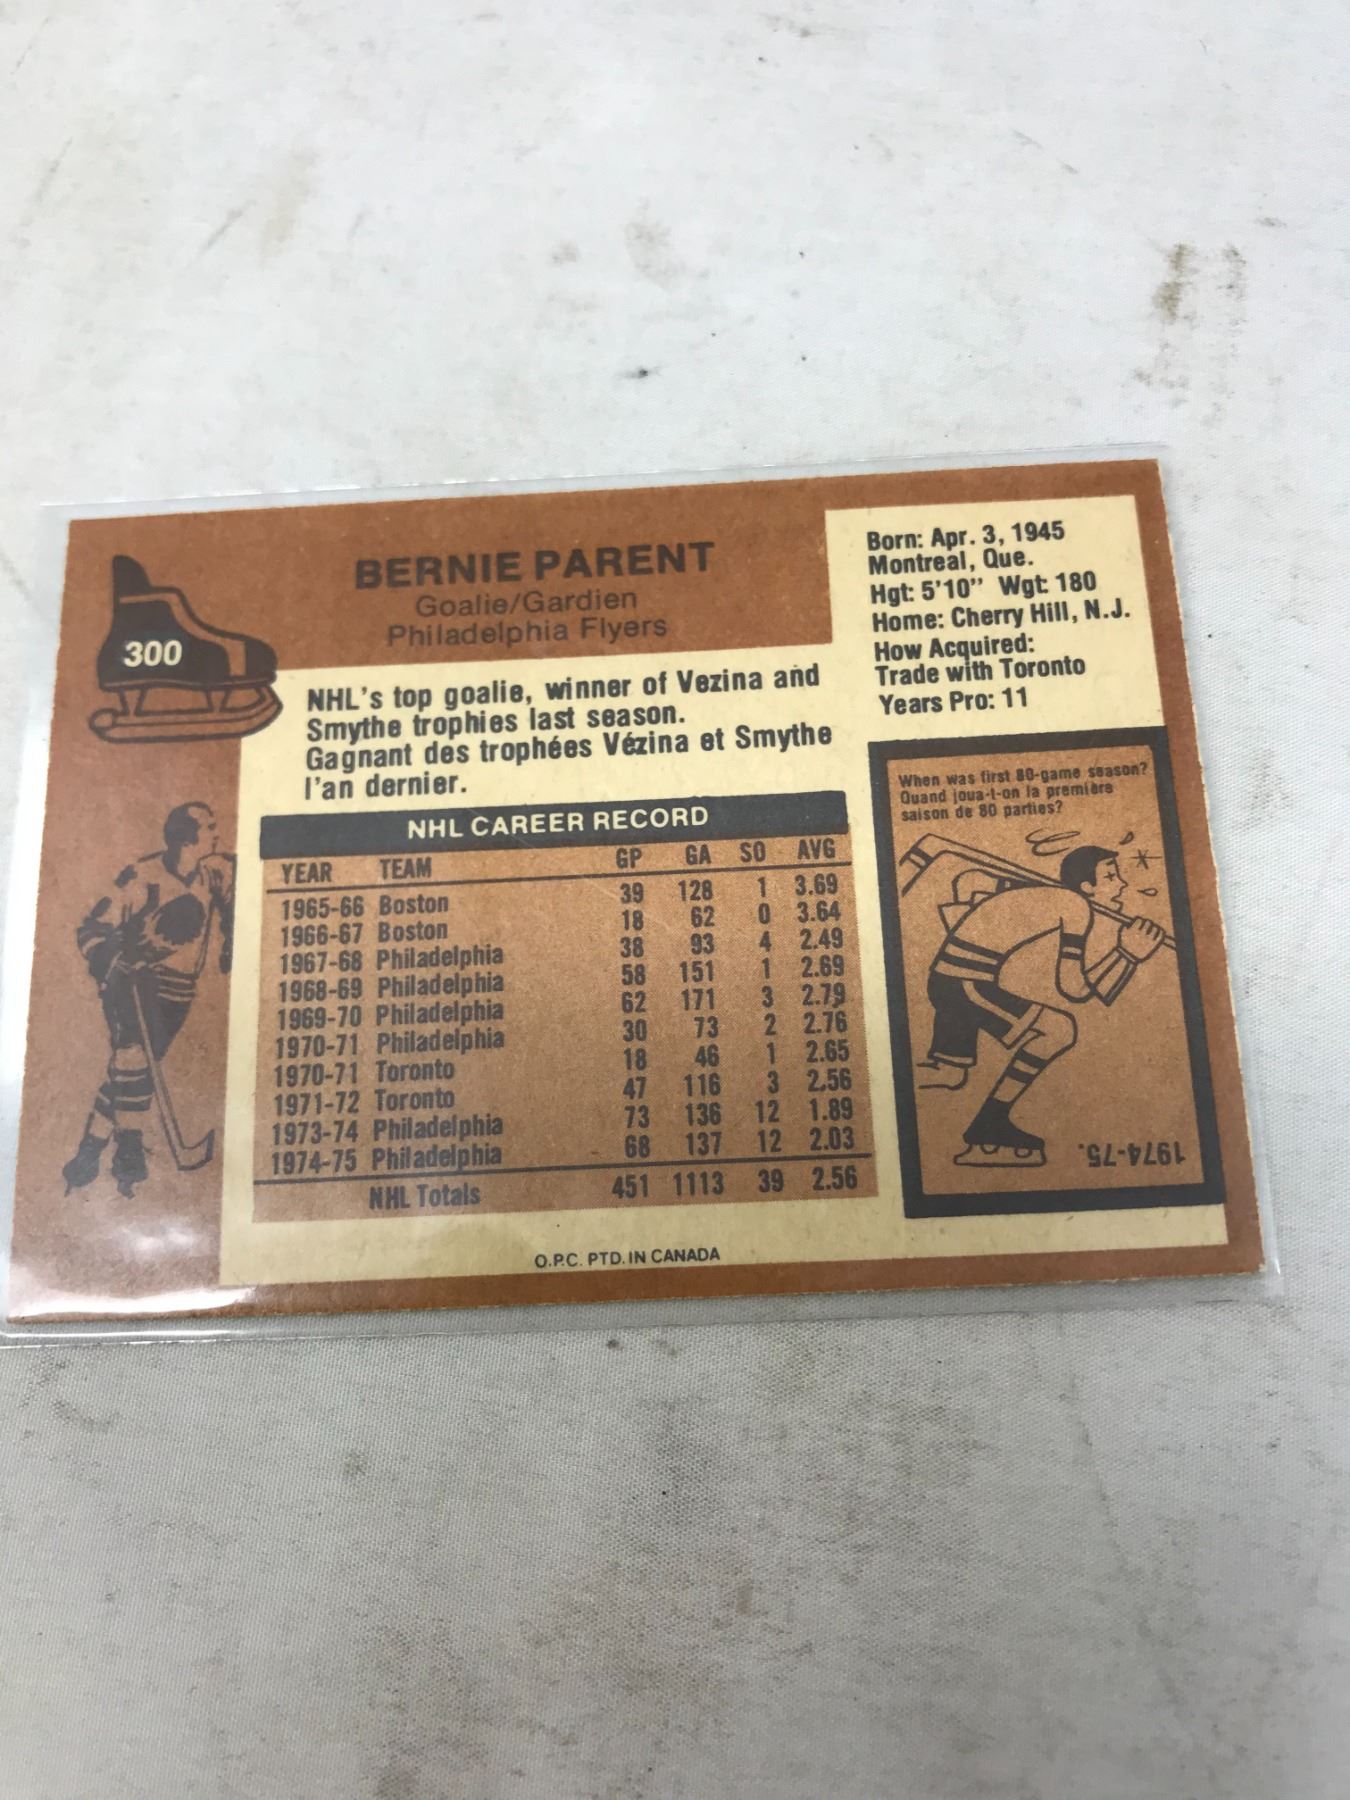 300
BERNIE PARENT
Goalie/Gardien
Philadelphia Flyers
Born: Apr. 3, 1945
Montreal, Que.
Hgt: 5'10" Wgt: 180
Home: Cherry Hill, N.J.
How Acquired:
Trade with Toronto
Years Pro: 11
NHL's top goalie, winner of Vezina and
Smythe trophies last season.
Gagnant des trophées Vézina et Smythe
l'an dernier.
NHL CAREER RECORD
YEAR TEAM GP GA SO AVG
1965-66 Boston 39 128 1 3.69
1966-67 Boston 18 62 0 3.64
1967-68 Philadelphia 38 93 4 2.49
1968-69 Philadelphia 58 151 1 2.69
1969-70 Philadelphia 62 171 3 2.79
1970-71 Philadelphia 30 73 2 2.76
1970-71 Toronto 18 46 1 2.65
1971-72 Toronto 47 116 3 2.56
1973-74 Philadelphia 73 136 12 1.89
1974-75 Philadelphia 68 137 12 2.03
NHL Totals 451 1113 39 2.56
When was first 80-game season?
Quand joua-t-on la première
saison de 80 parties?
1974-75.
O.P.C. PTD. IN CANADA